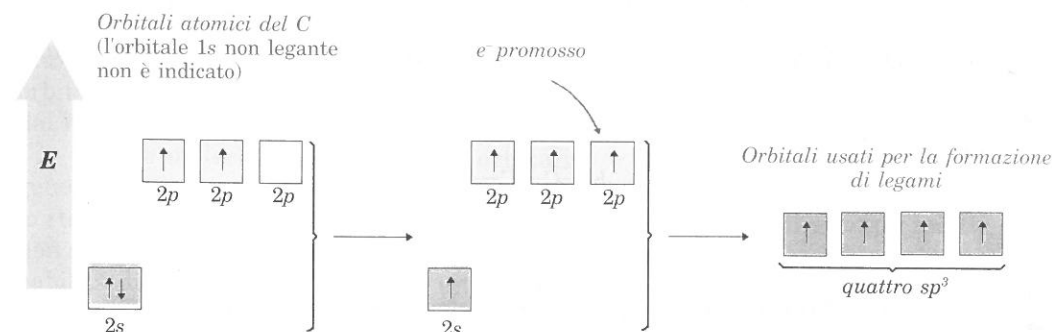 Orbitali atomici del C
(l'orbitale 1s non legante
non è indicato)
e⁻ promosso
E
2p 2p 2p
2s
2p 2p 2p
2s
Orbitali usati per la formazione
di legami
quattro sp³